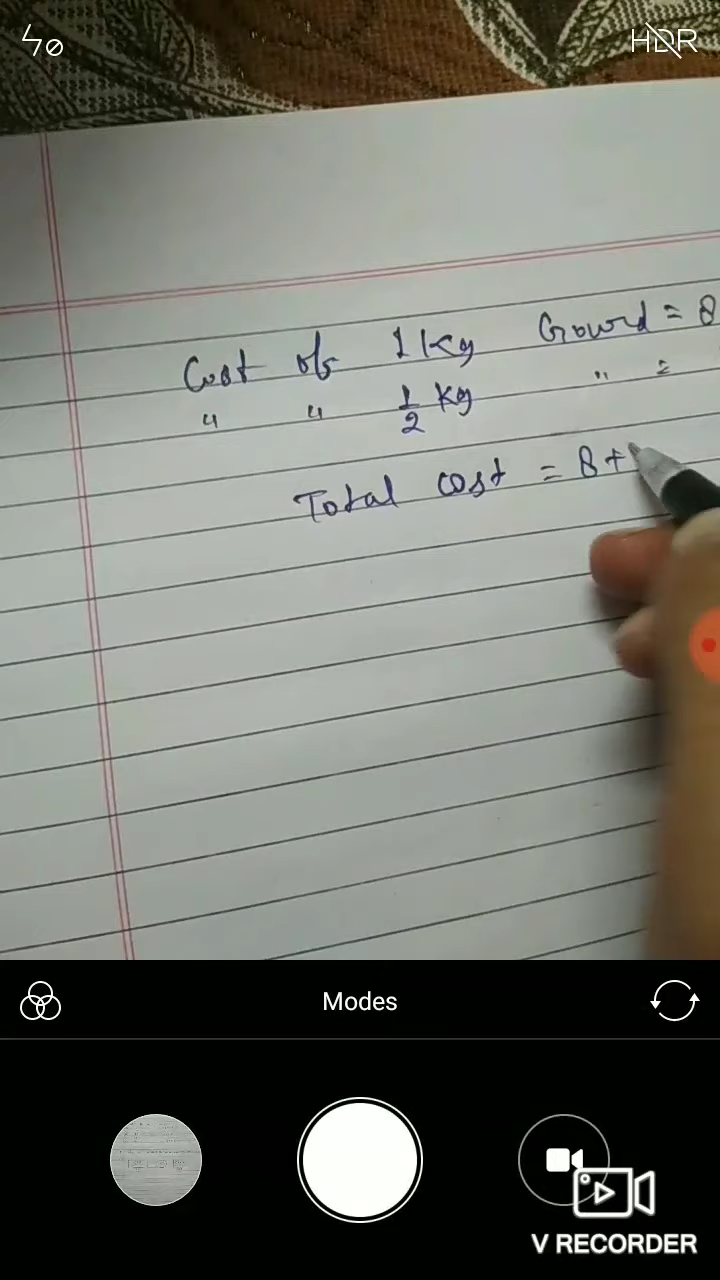 HDR
Cost of 1 Kg Gourd = 8
" " 1/2 kg " =
Total cost = 8 +
Modes
V RECORDER